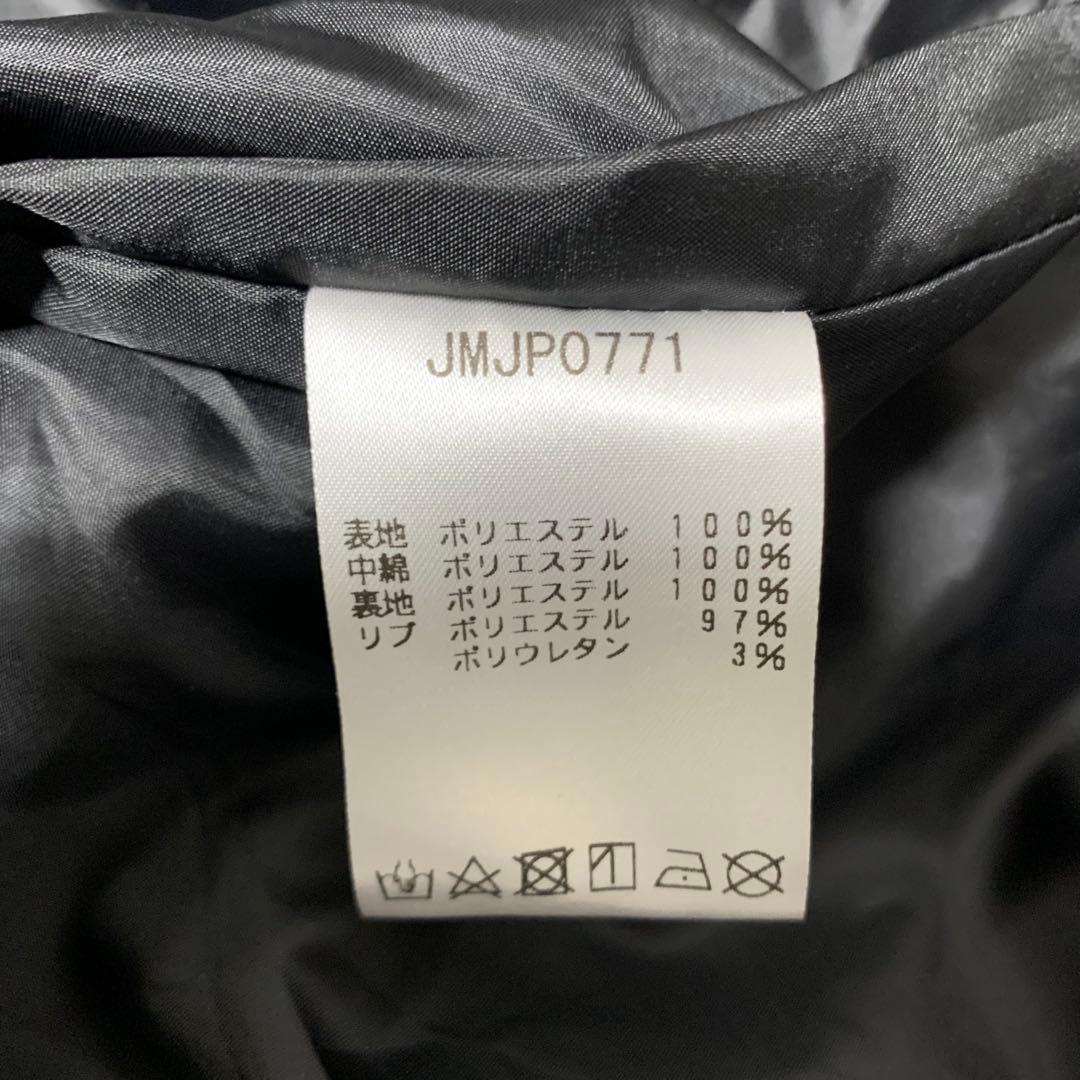 JMJP0771
表地 ポリエステル 100%
中綿 ポリエステル 100%
裏地 ポリエステル 100%
リブ ポリエステル 97%
ポリウレタン 3%